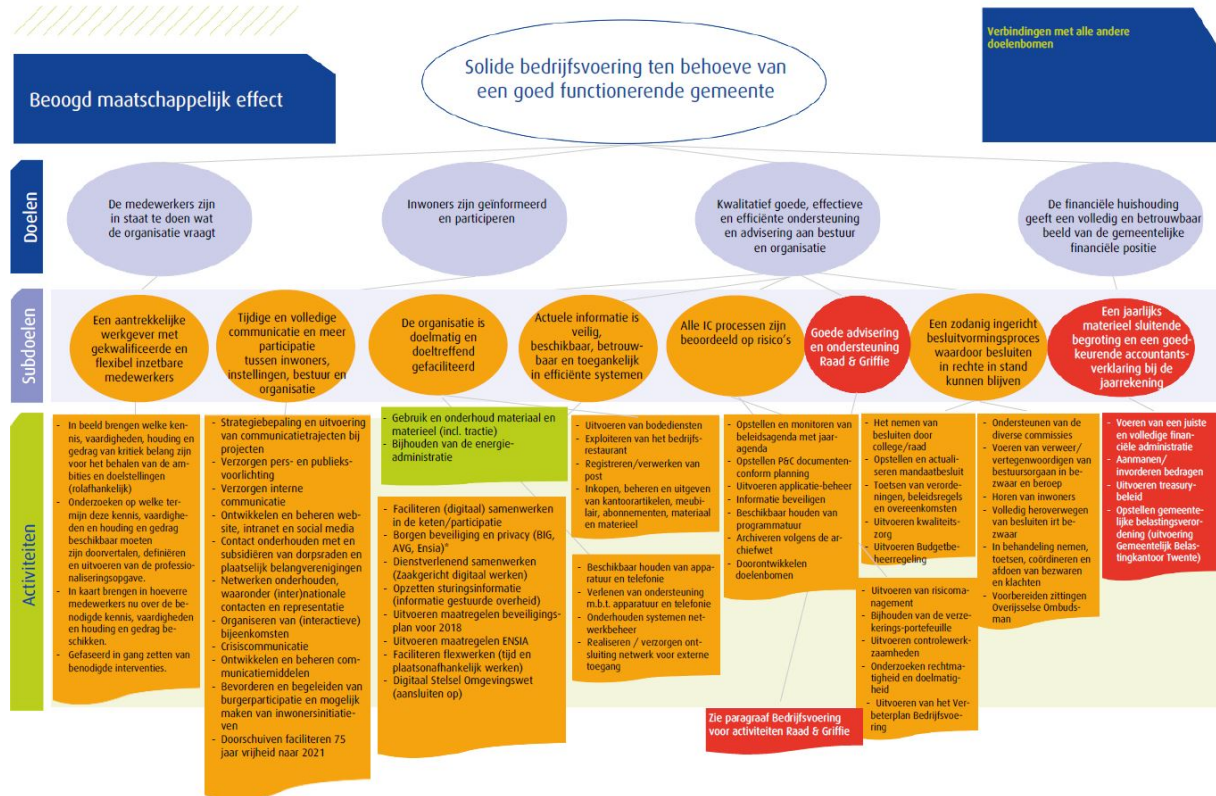 Beoogd maatschappelijk effect
Solide bedrijfsvoering ten behoeve van
een goed functionerende gemeente
Verbindingen met alle andere
doelenbomen
Doelen
De medewerkers zijn
in staat te doen wat
de organisatie vraagt
Inwoners zijn geïnformeerd
en participeren
Kwalitatief goede, effectieve
en efficiënte ondersteuning
en advisering aan bestuur
en organisatie
De financiële huishouding
geeft een volledig en betrouwbaar
beeld van de gemeentelijke
financiële positie
Subdoelen
Een aantrekkelijke
werkgever met
gekwalificeerde en
flexibel inzetbare
medewerkers
Tijdige en volledige
communicatie en meer
participatie
tussen inwoners,
instellingen, bestuur en
organisatie
De organisatie is
doelmatig en
doeltreffend
gefaciliteerd
Actuele informatie is
veilig,
beschikbaar, betrouw-
baar en toegankelijk
in efficiënte systemen
Alle IC processen zijn
beoordeeld op risico's
Goede advisering
en ondersteuning
Raad & Griffie
Een zodanig ingericht
besluitvormingsproces
waardoor besluiten
in rechte in stand
kunnen blijven
Een jaarlijks
materieel sluitende
begroting en een goed-
keurende accountants-
verklaring bij de
jaarrekening
Activiteiten
- In beeld brengen welke ken-
nis, vaardigheden, houding en
gedrag van kritiek belang zijn
voor het behalen van de am-
bities en doelstellingen
(rolafhankelijk)
- Onderzoeken op welke ter-
mijn deze kennis, vaardighe-
den en houding en gedrag
beschikbaar moeten
zijn doorvertalen, definiëren
en uitvoeren van de professio-
naliseringsopgave.
- In kaart brengen in hoeverre
medewerkers nu over de be-
nodigde kennis, vaardigheden
en houding en gedrag be-
schikken.
- Gefaseerd in gang zetten van
benodigde interventies.
- Strategiebepaling en uitvoering
van communicatietrajecten bij
projecten
- Verzorgen pers- en publieks-
voorlichting
- Verzorgen interne
communicatie
- Ontwikkelen en beheren web-
site, intranet en social media
- Contact onderhouden met en
subsidiëren van dorpsraden en
plaatselijk belangverenigingen
- Netwerken onderhouden,
waaronder (inter)nationale
contacten en representatie
- Organiseren van (interactieve)
bijeenkomsten
- Crisiscommunicatie
- Ontwikkelen en beheren com-
municatiemiddelen
- Bevorderen en begeleiden van
burgerparticipatie en mogelijk
maken van inwonersinitiatie-
ven
- Doorschuiven faciliteren 75
jaar vrijheid naar 2021
- Gebruik en onderhoud materiaal en
materieel (incl. tractie)
- Bijhouden van de energie-
administratie
- Faciliteren (digitaal) samenwerken
in de keten/participatie
- Borgen beveiliging en privacy (BIG,
AVG, Ensia)*
- Dienstverlenend samenwerken
(Zaakgericht digitaal werken)
- Opzetten sturingsinformatie
(informatie gestuurde overheid)
- Uitvoeren maatregelen beveiligings-
plan voor 2018
- Uitvoeren maatregelen ENSIA
- Faciliteren flexwerken (tijd en
plaatsonafhankelijk werken)
- Digitaal Stelsel Omgevingswet
(aansluiten op)
- Uitvoeren van bodediensten
- Exploiteren van het bedrijfs-
restaurant
- Registreren/verwerken van
post
- Inkopen, beheren en uitgeven
van kantoorartikelen, meubi-
lair, abonnementen, materiaal
en materieel
- Beschikbaar houden van appa-
ratuur en telefonie
- Verlenen van ondersteuning
m.b.t. apparatuur en telefonie
- Onderhouden systemen net-
werkbeheer
- Realiseren / verzorgen ont-
sluiting netwerk voor externe
toegang
- Opstellen en monitoren van
beleidsagenda met jaar-
agenda
- Opstellen P&C documenten-
conform planning
- Uitvoeren applicatie-beheer
- Informatie beveiligen
- Beschikbaar houden van
programmatuur
- Archiveren volgens de ar-
chiefwet
- Doorontwikkelen
doelenbomen
Zie paragraaf Bedrijfsvoering
voor activiteiten Raad & Griffie
- Het nemen van
besluiten door
college/raad
- Opstellen en actuali-
seren mandaatbesluit
- Toetsen van verorde-
ningen, beleidsregels
en overeenkomsten
- Uitvoeren kwaliteits-
zorg
- Uitvoeren Budgetbe-
heerregeling
- Uitvoeren van risicoma-
nagement
- Bijhouden van de verze-
kerings-portefeuille
- Uitvoeren controlewerk-
zaamheden
- Onderzoeken rechtma-
tigheid en doelmatig-
heid
- Uitvoeren van het Ver-
beterplan Bedrijfsvoe-
ring
- Ondersteunen van de
diverse commissies
- Voeren van verweer/
vertegenwoordigen van
bestuursorgaan in be-
zwaar en beroep
- Horen van inwoners
- Volledig heroverwegen
van besluiten irt be-
zwaar
- In behandeling nemen,
toetsen, coördineren en
afdoen van bezwaren
en klachten
- Voorbereiden zittingen
Overijsselse Ombuds-
man
- Voeren van een juiste
en volledige financi-
ële administratie
- Aanmanen/
invorderen bedragen
- Uitvoeren treasury-
beleid
- Opstellen gemeente-
lijke belastingsveror-
dening (uitvoering
Gemeentelijk Belas-
tingkantoor Twente)